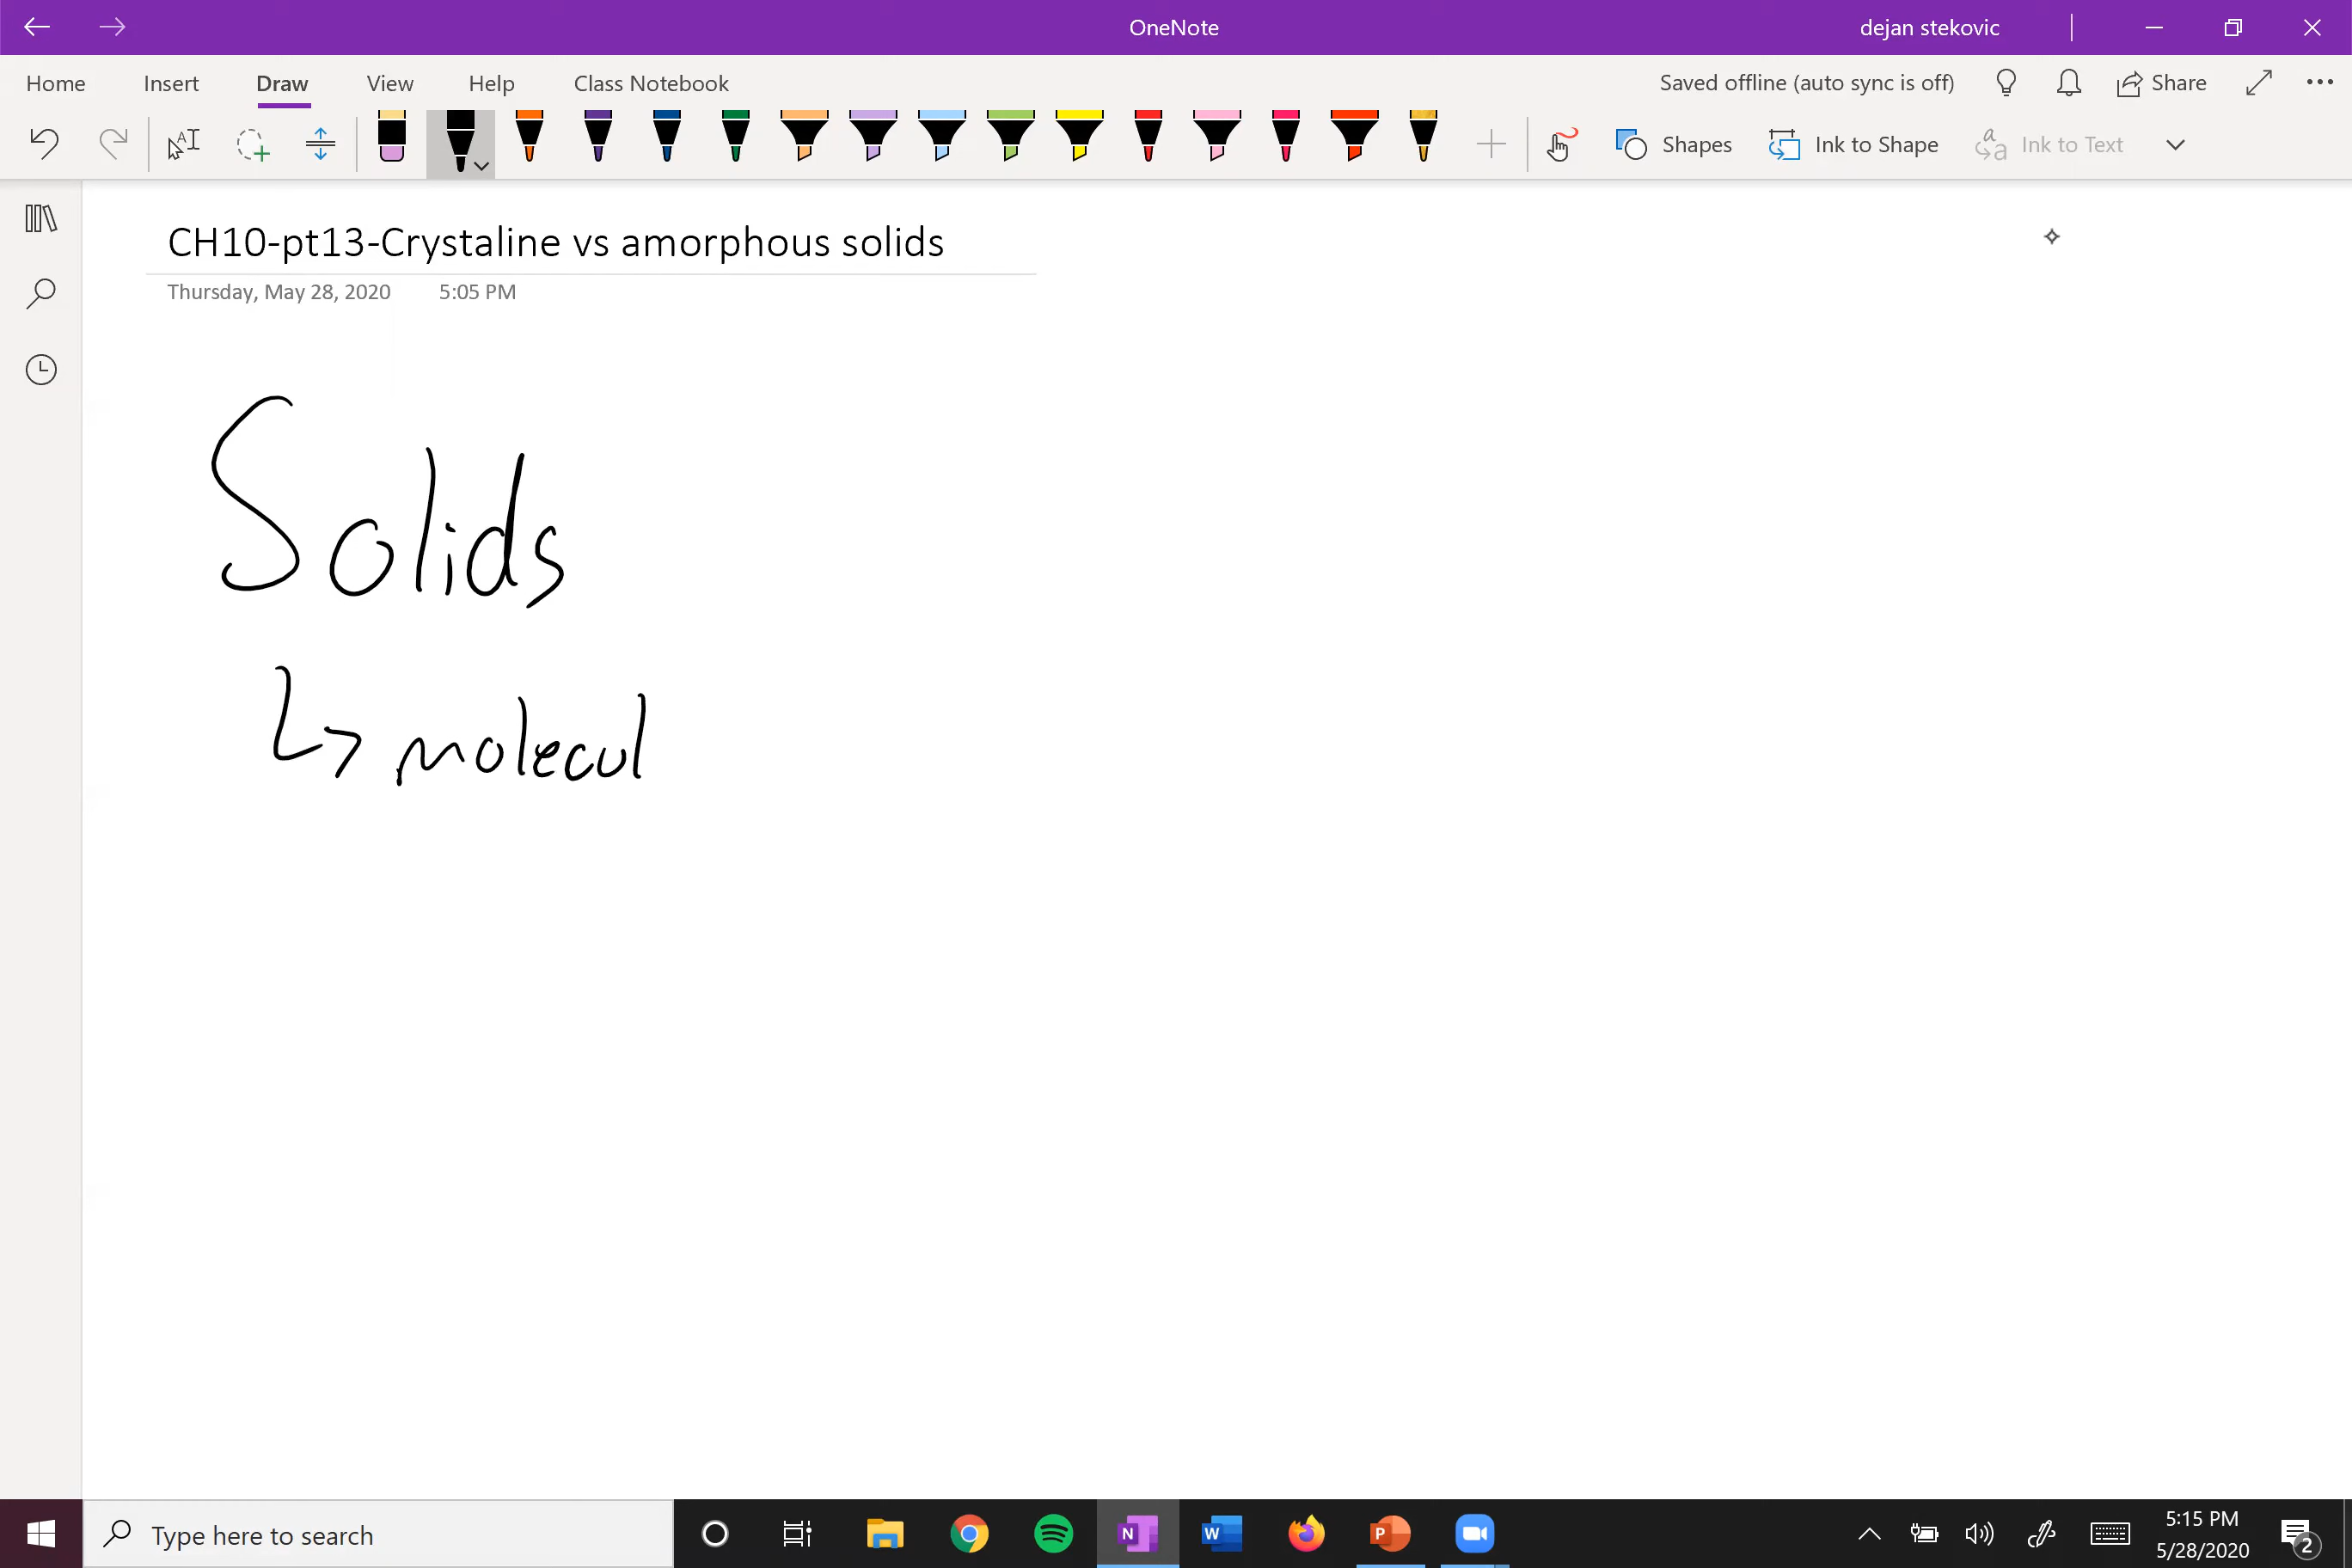 OneNote
dejan stekovic
Home Insert Draw View Help Class Notebook
Saved offline (auto sync is off) Share
Shapes Ink to Shape Ink to Text
CH10-pt13-Crystaline vs amorphous solids
Thursday, May 28, 2020 5:05 PM
Solids
↳ molecul
Type here to search
5:15 PM
5/28/2020
2